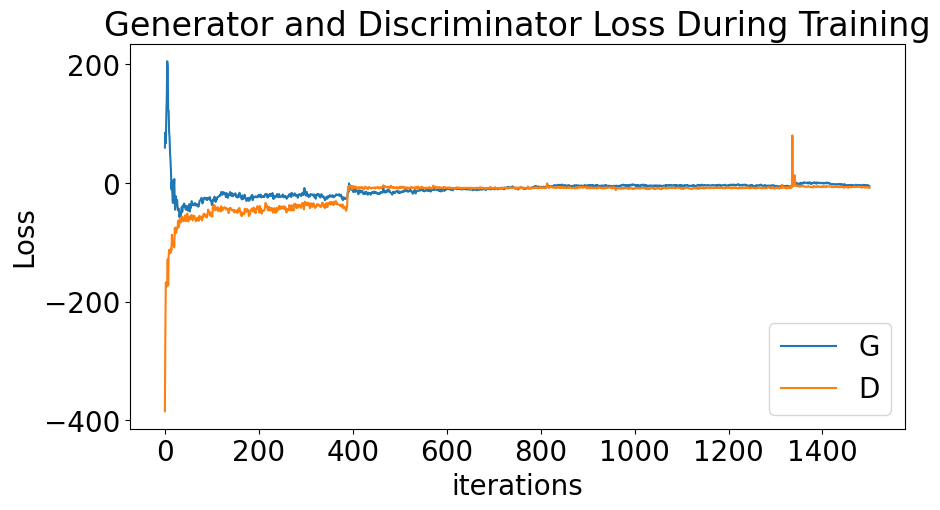 Generator and Discriminator Loss During Training
200
0
−200
−400
Loss
0 200 400 600 800 1000 1200 1400
iterations
G
D